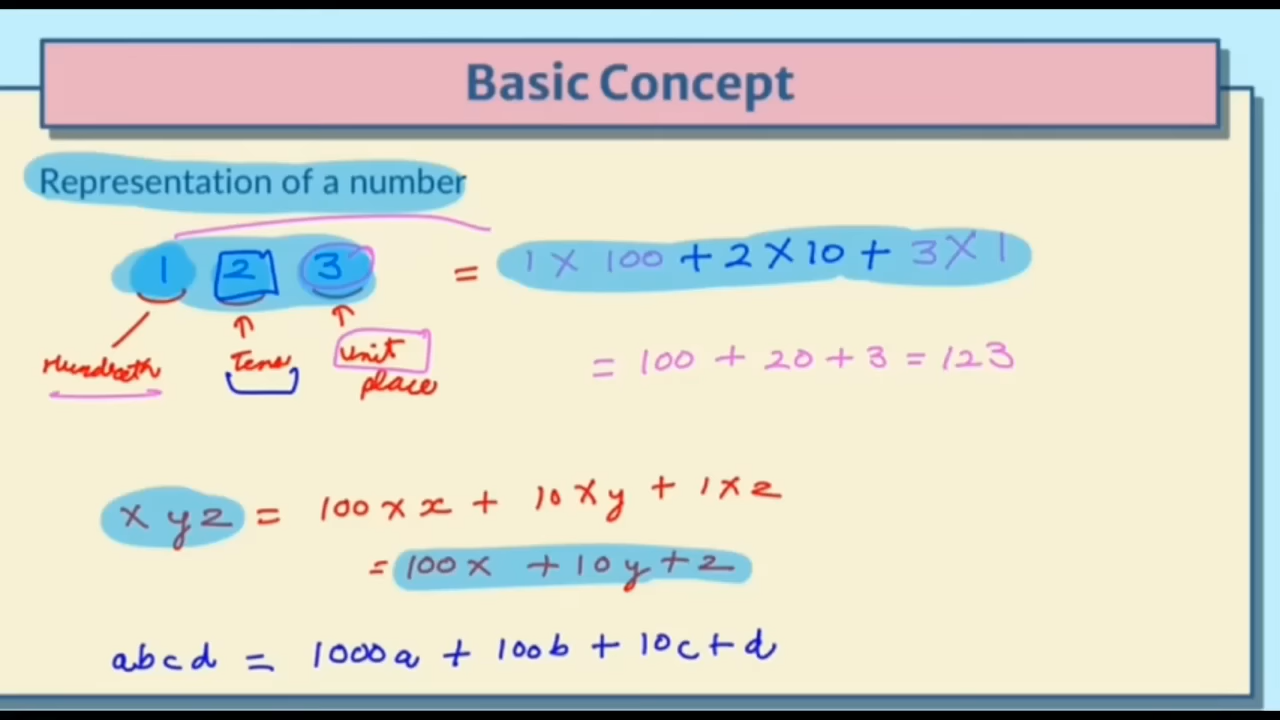 Basic Concept
Representation of a number
1 2 3 = 1 X 100 + 2 X 10 + 3 X 1
Tens unit
place
= 100 + 20 + 3 = 123
x y z = 100 x x + 10 x y + 1 x z
= 100x + 10y + z
abcd = 1000a + 100b + 10c + d